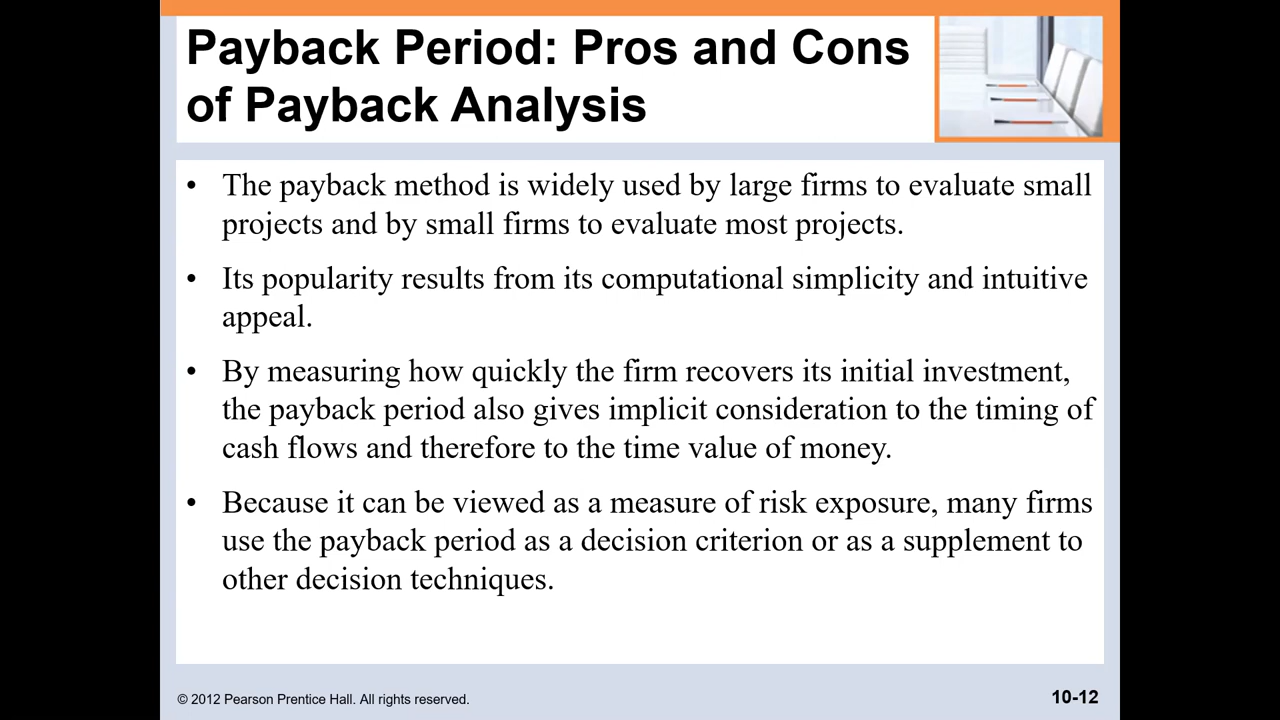 Payback Period: Pros and Cons
of Payback Analysis
• The payback method is widely used by large firms to evaluate small
projects and by small firms to evaluate most projects.
• Its popularity results from its computational simplicity and intuitive
appeal.
• By measuring how quickly the firm recovers its initial investment,
the payback period also gives implicit consideration to the timing of
cash flows and therefore to the time value of money.
• Because it can be viewed as a measure of risk exposure, many firms
use the payback period as a decision criterion or as a supplement to
other decision techniques.
© 2012 Pearson Prentice Hall. All rights reserved.
10-12